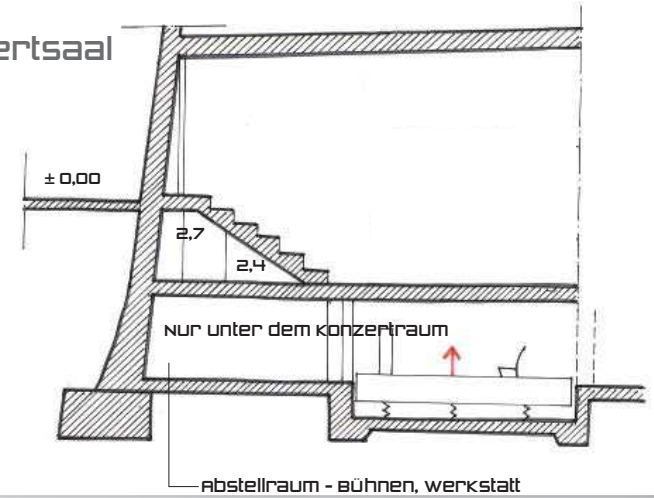 ertsaal
± 0,00
2,7
2,4
nur unter dem konzertraum
Abstellraum - Bühnen, werkstatt